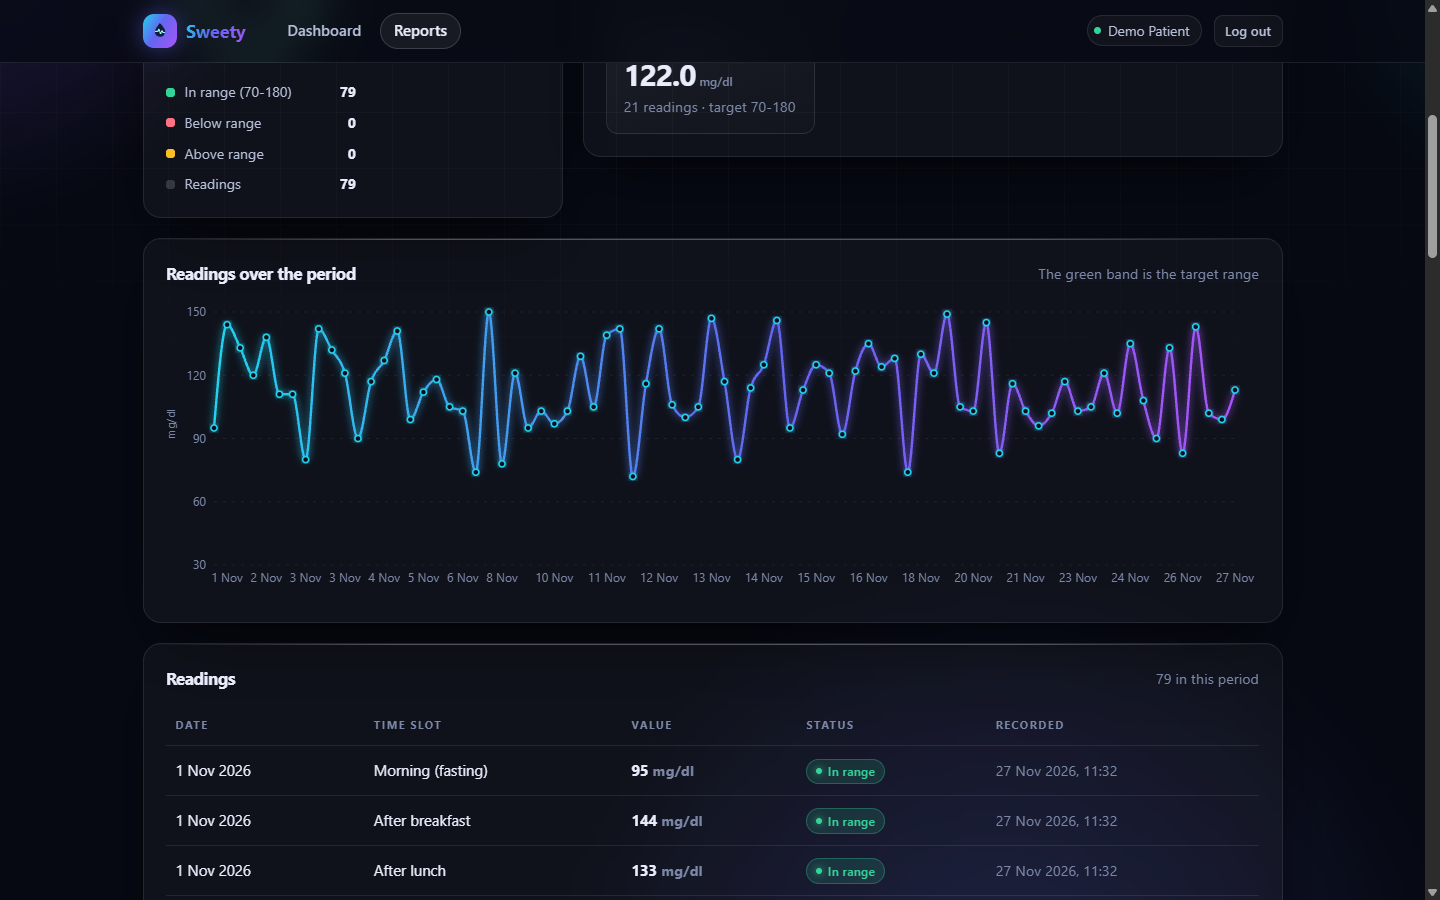 Sweety
Dashboard
Reports
Demo Patient
Log out
In range (70-180) 79
Below range 0
Above range 0
Readings 79
122.0 mg/dl
21 readings · target 70-180
Readings over the period
The green band is the target range
mg/dl
150
120
90
60
30
1 Nov 2 Nov 3 Nov 3 Nov 4 Nov 5 Nov 6 Nov 8 Nov 10 Nov 11 Nov 12 Nov 13 Nov 14 Nov 15 Nov 16 Nov 18 Nov 20 Nov 21 Nov 23 Nov 24 Nov 26 Nov 27 Nov
Readings
79 in this period
DATE TIME SLOT VALUE STATUS RECORDED
1 Nov 2026 Morning (fasting) 95 mg/dl In range 27 Nov 2026, 11:32
1 Nov 2026 After breakfast 144 mg/dl In range 27 Nov 2026, 11:32
1 Nov 2026 After lunch 133 mg/dl In range 27 Nov 2026, 11:32